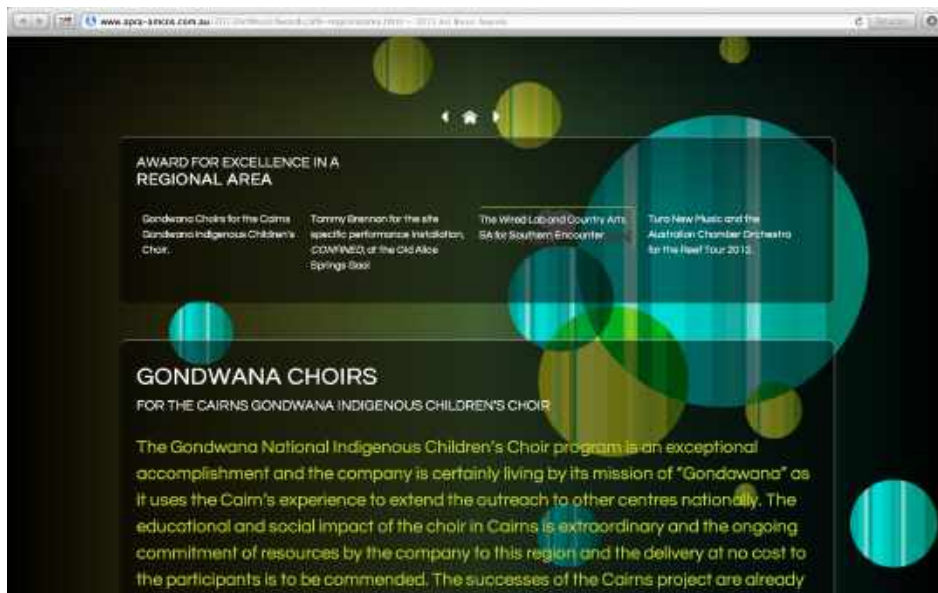 www.apra-amcos.com.au
AWARD FOR EXCELLENCE IN A
REGIONAL AREA
Gondwana Choirs for the Cairns
Gondwana Indigenous Children's
Choir.
Tammy Brennan for the site
specific performance installation,
CONFINED, at the Old Alice
Springs Gaol
The Wired Lab and Country Arts
SA for Southern Encounter.
Tura New Music and the
Australian Chamber Orchestra
for the Reef Tour 2012.
GONDWANA CHOIRS
FOR THE CAIRNS GONDWANA INDIGENOUS CHILDREN'S CHOIR
The Gondwana National Indigenous Children's Choir program is an exceptional
accomplishment and the company is certainly living by its mission of "Gondawana" as
it uses the Cairn's experience to extend the outreach to other centres nationally. The
educational and social impact of the choir in Cairns is extraordinary and the ongoing
commitment of resources by the company to this region and the delivery at no cost to
the participants is to be commended. The successes of the Cairns project are already